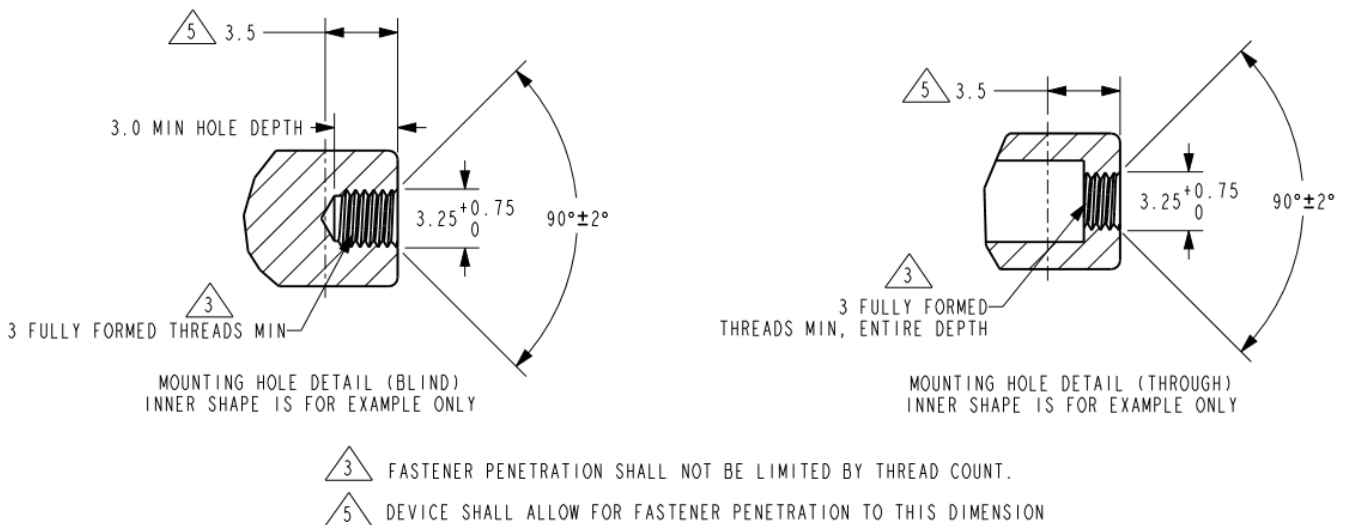 5 3.5
3.0 MIN HOLE DEPTH
3.25 +0.75 0
90°±2°
3
3 FULLY FORMED THREADS MIN
MOUNTING HOLE DETAIL (BLIND)
INNER SHAPE IS FOR EXAMPLE ONLY
5 3.5
3.25 +0.75 0
90°±2°
3
3 FULLY FORMED
THREADS MIN, ENTIRE DEPTH
MOUNTING HOLE DETAIL (THROUGH)
INNER SHAPE IS FOR EXAMPLE ONLY
3 FASTENER PENETRATION SHALL NOT BE LIMITED BY THREAD COUNT.
5 DEVICE SHALL ALLOW FOR FASTENER PENETRATION TO THIS DIMENSION